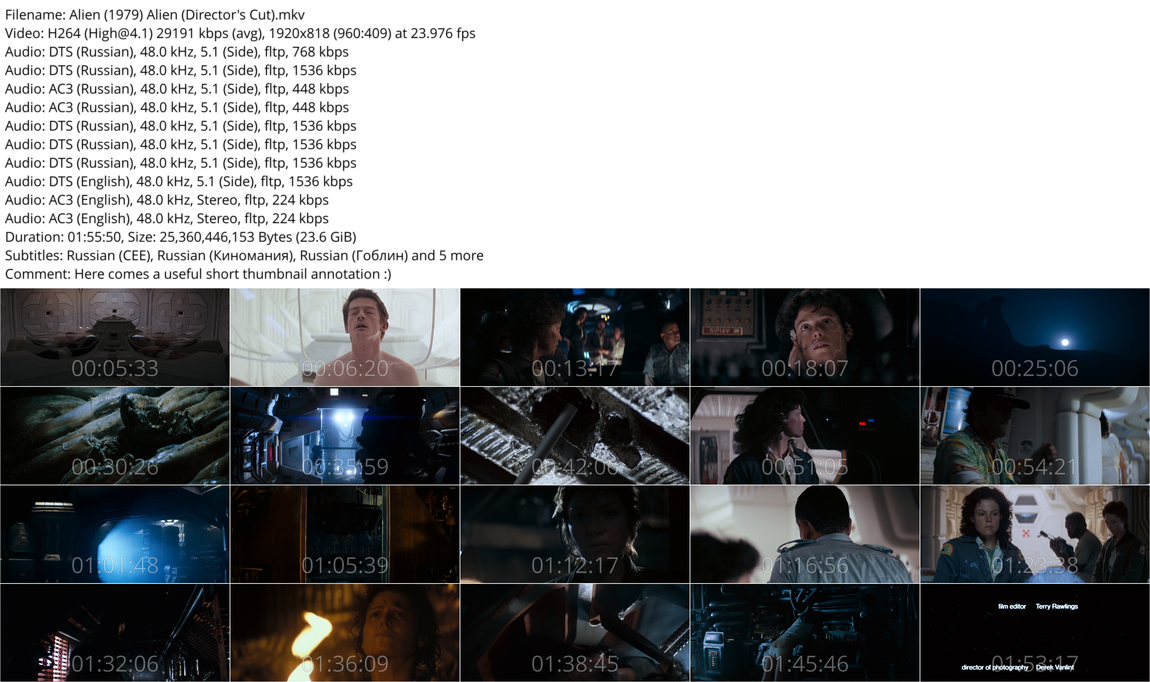 Filename: Alien (1979) Alien (Director's Cut).mkv
Video: H264 (High@4.1) 29191 kbps (avg), 1920x818 (960:409) at 23.976 fps
Audio: DTS (Russian), 48.0 kHz, 5.1 (Side), fltp, 768 kbps
Audio: DTS (Russian), 48.0 kHz, 5.1 (Side), fltp, 1536 kbps
Audio: AC3 (Russian), 48.0 kHz, 5.1 (Side), fltp, 448 kbps
Audio: AC3 (Russian), 48.0 kHz, 5.1 (Side), fltp, 448 kbps
Audio: DTS (Russian), 48.0 kHz, 5.1 (Side), fltp, 1536 kbps
Audio: DTS (Russian), 48.0 kHz, 5.1 (Side), fltp, 1536 kbps
Audio: DTS (Russian), 48.0 kHz, 5.1 (Side), fltp, 1536 kbps
Audio: DTS (English), 48.0 kHz, 5.1 (Side), fltp, 1536 kbps
Audio: AC3 (English), 48.0 kHz, Stereo, fltp, 224 kbps
Audio: AC3 (English), 48.0 kHz, Stereo, fltp, 224 kbps
Duration: 01:55:50, Size: 25,360,446,153 Bytes (23.6 GiB)
Subtitles: Russian (CEE), Russian (Киномания), Russian (Гоблин) and 5 more
Comment: Here comes a useful short thumbnail annotation :)
00:05:33 00:06:20 00:13:17 00:18:07 00:25:06
RIPLEY
00:30:26 00:35:59 00:42:06 00:51:05 00:54:21
01:01:48 01:05:39 01:12:17 01:16:56 01:23:38
film editor Terry Rawlings
01:32:06 01:36:09 01:38:45 01:45:46 01:53:17
director of photography Derek Vanlint